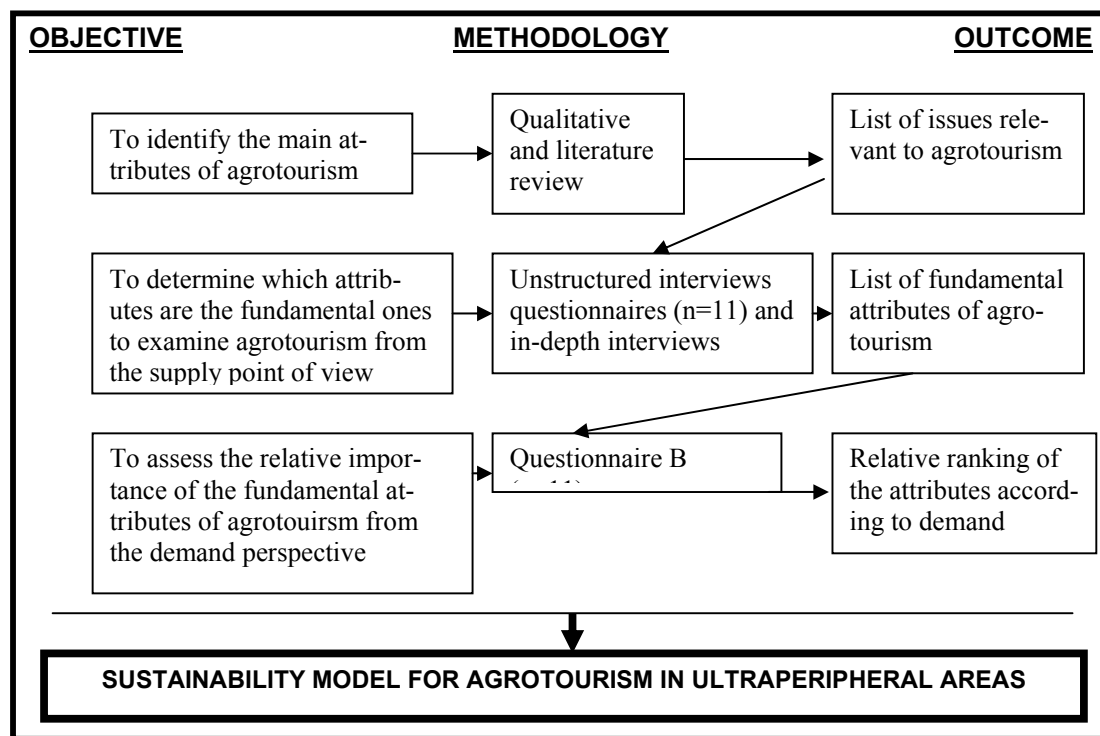 OBJECTIVE METHODOLOGY OUTCOME
To identify the main at-
tributes of agrotourism
Qualitative
and literature
review
List of issues rele-
vant to agrotourism
To determine which attrib-
utes are the fundamental ones
to examine agrotourism from
the supply point of view
Unstructured interviews
questionnaires (n=11) and
in-depth interviews
List of fundamental
attributes of agro-
tourism
To assess the relative impor-
tance of the fundamental at-
tributes of agrotouirsm from
the demand perspective
Questionnaire B
Relative ranking of
the attributes accord-
ing to demand
SUSTAINABILITY MODEL FOR AGROTOURISM IN ULTRAPERIPHERAL AREAS